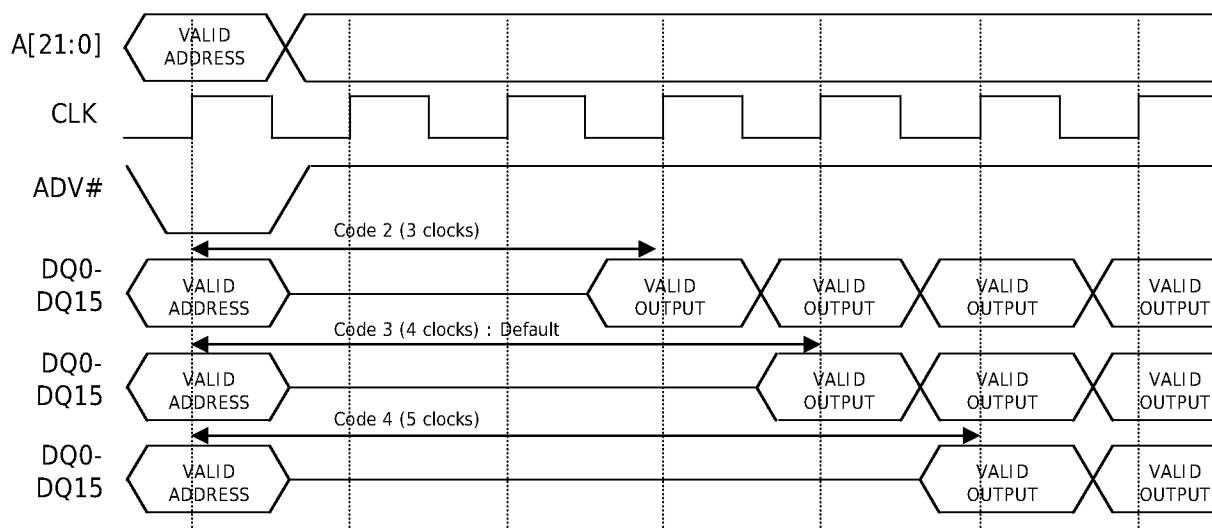 A[21:0]
VALID
ADDRESS
CLK
ADV#
Code 2 (3 clocks)
DQ0-
DQ15
VALID
ADDRESS
VALID
OUTPUT
VALID
OUTPUT
VALID
OUTPUT
VALID
OUTPUT
Code 3 (4 clocks) : Default
DQ0-
DQ15
VALID
ADDRESS
VALID
OUTPUT
VALID
OUTPUT
VALID
OUTPUT
Code 4 (5 clocks)
DQ0-
DQ15
VALID
ADDRESS
VALID
OUTPUT
VALID
OUTPUT